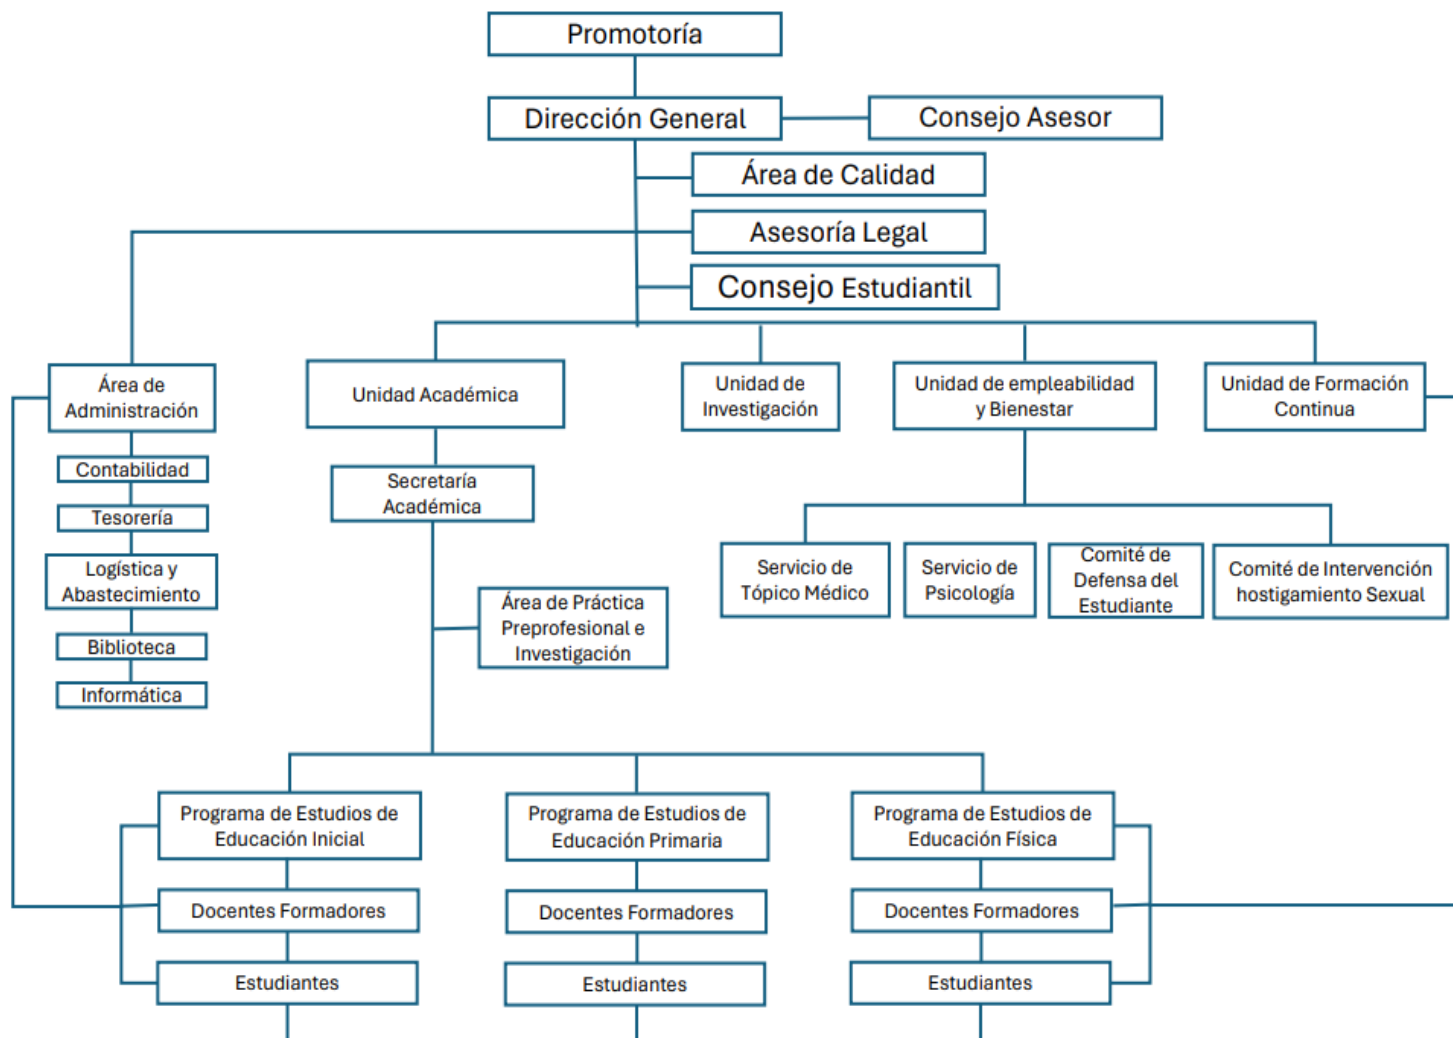 Promotoría
Dirección General
Consejo Asesor
Área de Calidad
Asesoría Legal
Consejo Estudiantil
Área de
Administración
Unidad Académica
Unidad de
Investigación
Unidad de empleabilidad
y Bienestar
Unidad de Formación
Continua
Contabilidad
Tesorería
Logística y
Abastecimiento
Biblioteca
Informática
Secretaría
Académica
Servicio de
Tópico Médico
Servicio de
Psicología
Comité de
Defensa del
Estudiante
Comité de Intervención
hostigamiento Sexual
Área de Práctica
Preprofesional e
Investigación
Programa de Estudios de
Educación Inicial
Programa de Estudios de
Educación Primaria
Programa de Estudios de
Educación Física
Docentes Formadores
Docentes Formadores
Docentes Formadores
Estudiantes
Estudiantes
Estudiantes